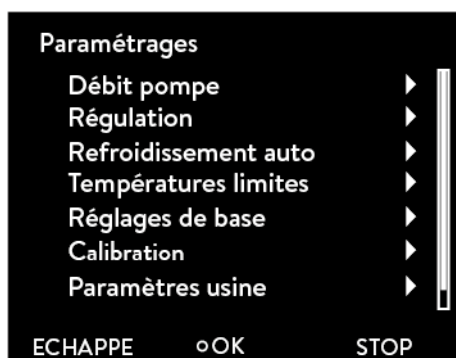 Paramétrages
Débit pompe
Régulation
Refroidissement auto
Températures limites
Réglages de base
Calibration
Paramètres usine
ECHAPPE OK STOP